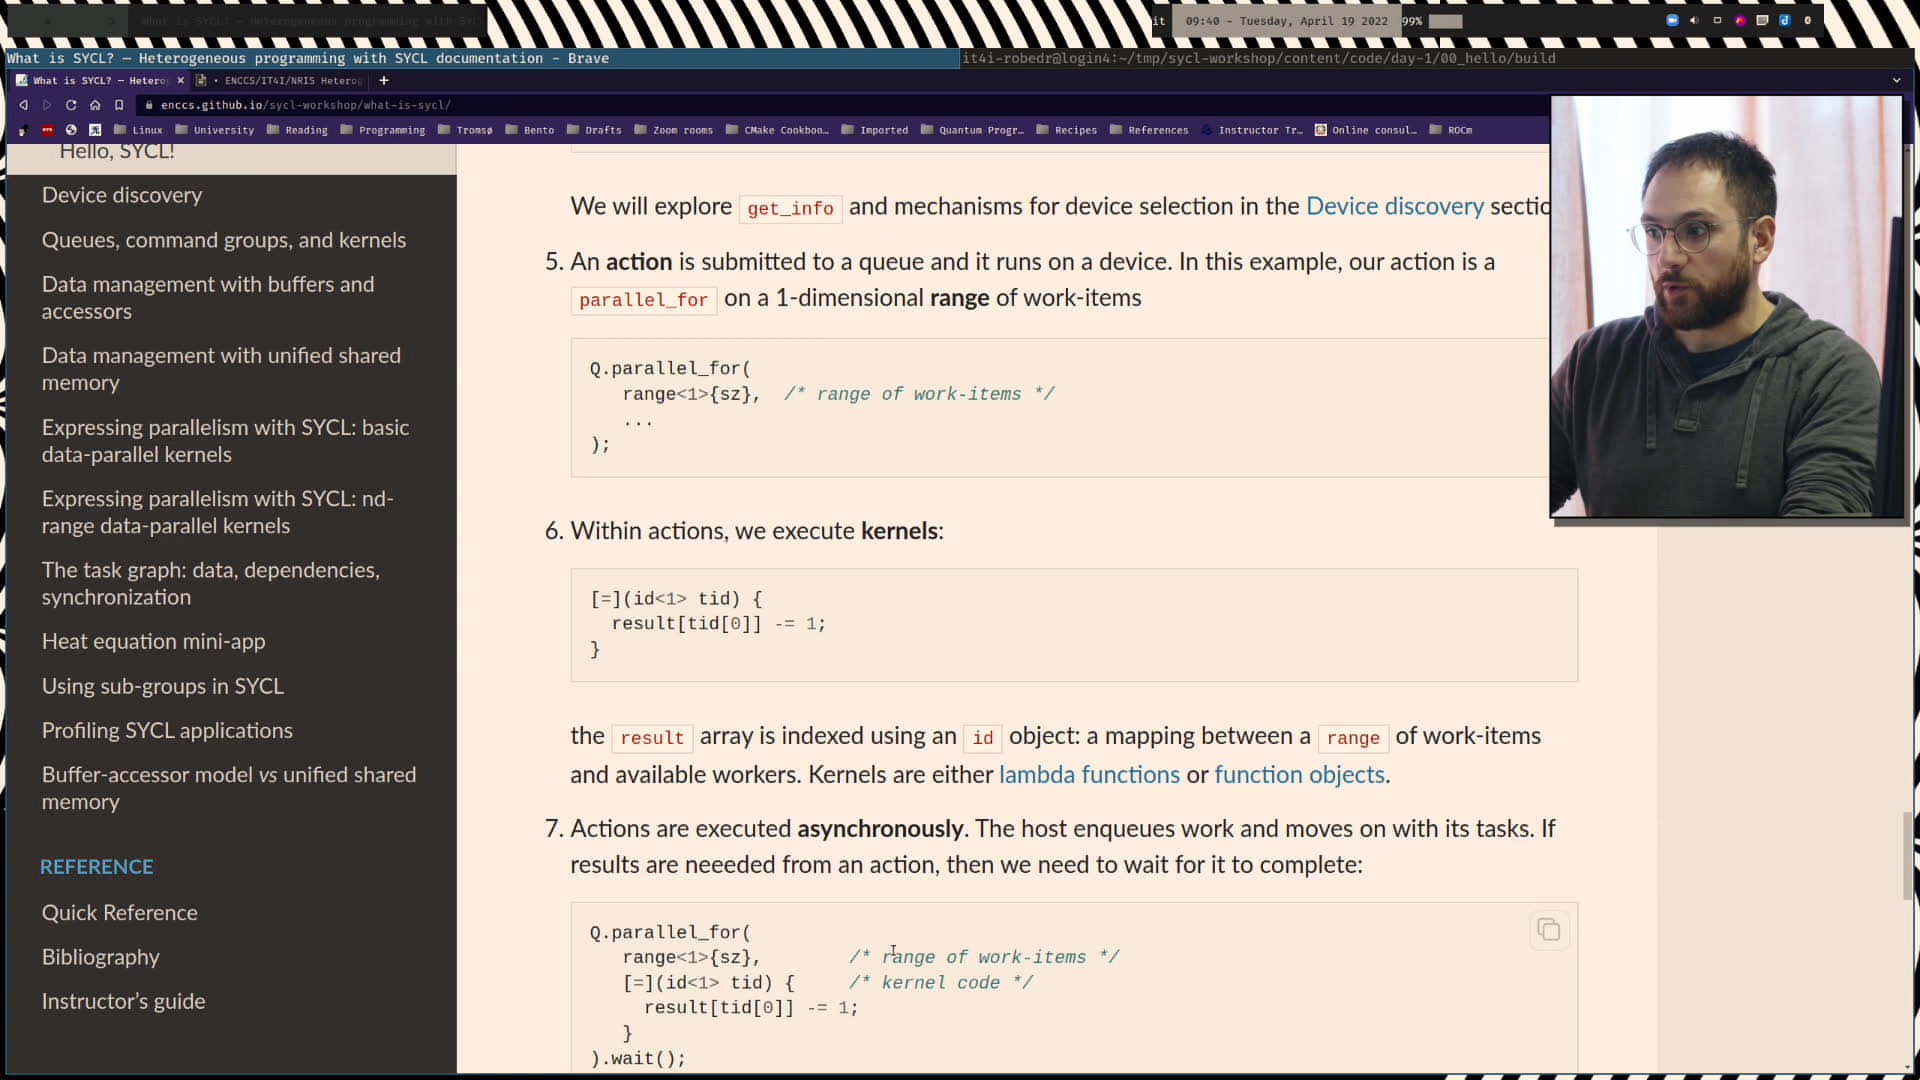 What is SYCL? — Heterogeneous programming with SYC
it
09:40 - Tuesday, April 19 2022
99%
What is SYCL? — Heterogeneous programming with SYCL documentation - Brave
it4i-robedr@login4:~/tmp/sycl-workshop/content/code/day-1/00_hello/build
What is SYCL? — Hetero
• ENCCS/IT4I/NRIS Heterog
enccs.github.io/sycl-workshop/what-is-sycl/
Linux University Reading Programming Tromsø Bento Drafts Zoom rooms CMake Cookboo… Imported Quantum Progr… Recipes References Instructor Tr… Online consul… ROCm
Hello, SYCL!
Device discovery
Queues, command groups, and kernels
Data management with buffers and
accessors
Data management with unified shared
memory
Expressing parallelism with SYCL: basic
data-parallel kernels
Expressing parallelism with SYCL: nd-
range data-parallel kernels
The task graph: data, dependencies,
synchronization
Heat equation mini-app
Using sub-groups in SYCL
Profiling SYCL applications
Buffer-accessor model vs unified shared
memory
REFERENCE
Quick Reference
Bibliography
Instructor's guide
We will explore get_info and mechanisms for device selection in the Device discovery sectio
5. An action is submitted to a queue and it runs on a device. In this example, our action is a
parallel_for on a 1-dimensional range of work-items
Q.parallel_for(
range<1>{sz}, /* range of work-items */
...
);
6. Within actions, we execute kernels:
[=](id<1> tid) {
result[tid[0]] -= 1;
}
the result array is indexed using an id object: a mapping between a range of work-items
and available workers. Kernels are either lambda functions or function objects.
7. Actions are executed asynchronously. The host enqueues work and moves on with its tasks. If
results are neeeded from an action, then we need to wait for it to complete:
Q.parallel_for(
range<1>{sz}, /* range of work-items */
[=](id<1> tid) { /* kernel code */
result[tid[0]] -= 1;
}
).wait();